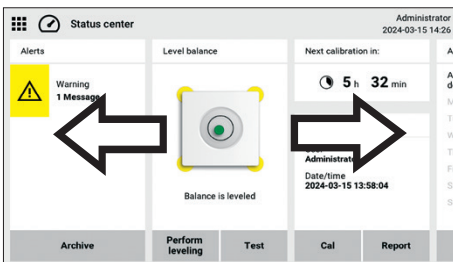 Status center
Administrator
2024-03-15 14:26
Alerts
Level balance
Next calibration in:
A
Warning
1 Message
5 h 32 min
A
d
M
T
W
T
F
S
S
Administrat
Date/time
2024-03-15 13:58:04
Balance is leveled
Archive
Perform
leveling
Test
Cal
Report